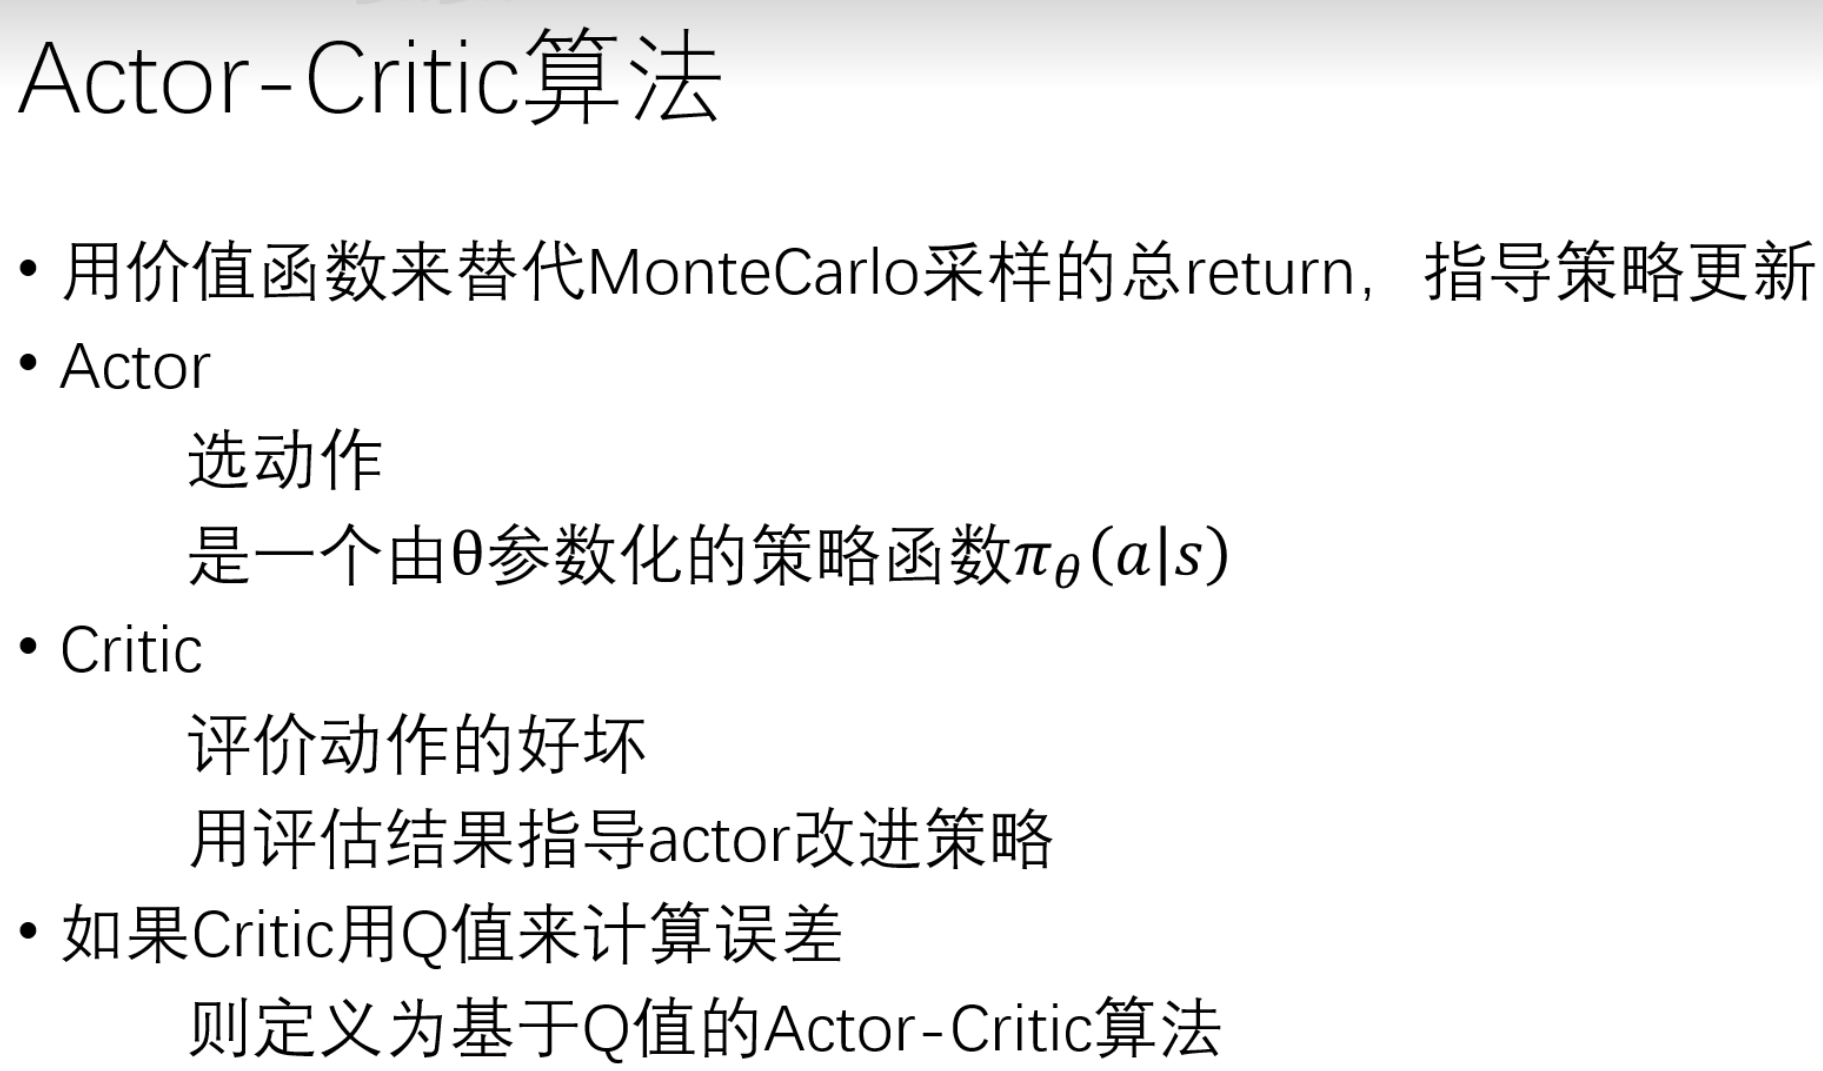 Actor-Critic算法
• 用价值函数来替代MonteCarlo采样的总return，指导策略更新
• Actor
选动作
是一个由θ参数化的策略函数π_θ(a|s)
• Critic
评价动作的好坏
用评估结果指导actor改进策略
• 如果Critic用Q值来计算误差
则定义为基于Q值的Actor-Critic算法